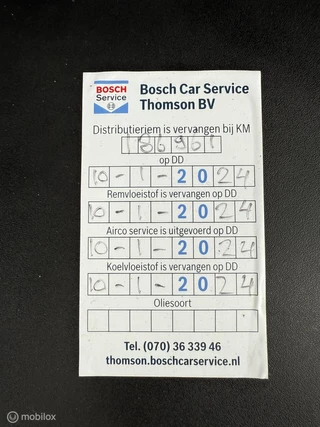 BOSCH
Service
Bosch Car Service
Thomson BV
Distributieriem is vervangen bij KM
186961
op DD
10-1-2024
Remvloeistof is vervangen op DD
10-1-2024
Airco service is uitgevoerd op DD
10-1-2024
Koelvloeistof is vervangen op DD
10-1-2024
Oliesoort
Tel. (070) 36 339 46
thomson.boschcarservice.nl
mobilox